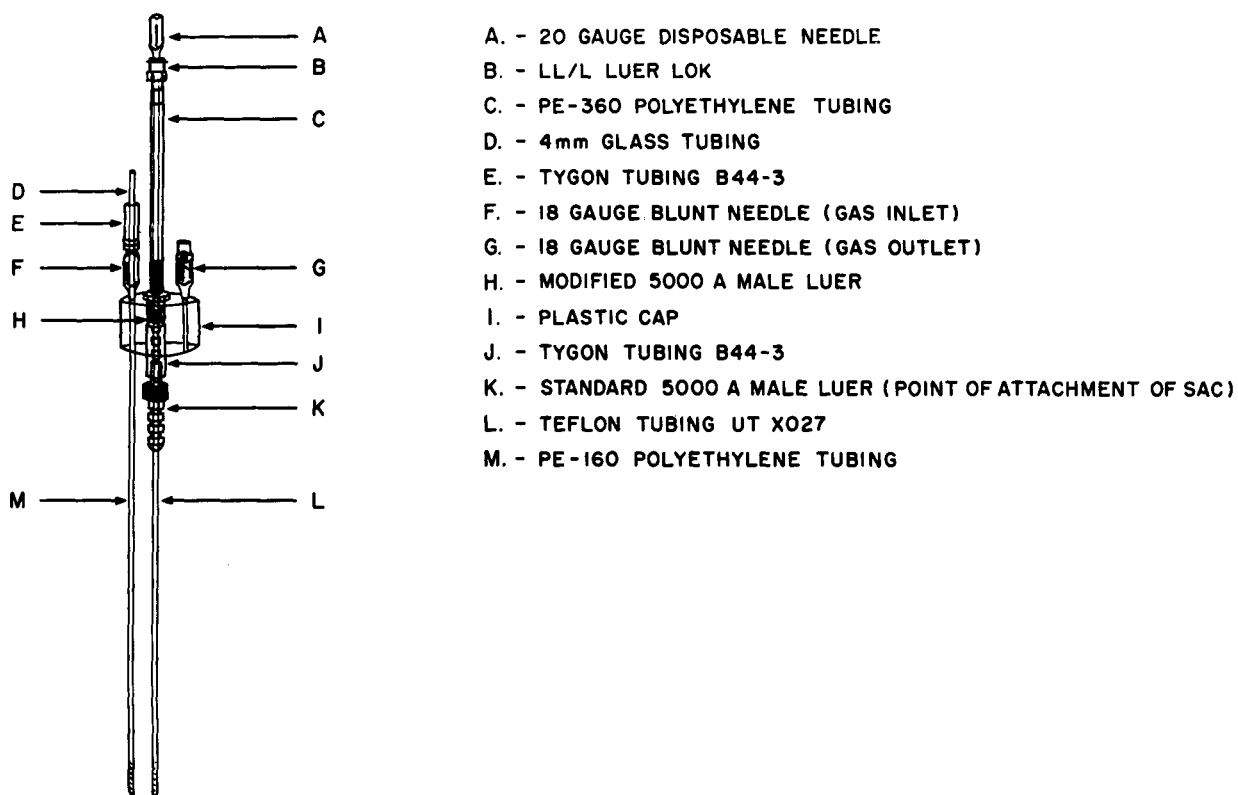 A
B
C
D
E
F
G
H
I
J
K
M
L
A. - 20 GAUGE DISPOSABLE NEEDLE
B. - LL/L LUER LOK
C. - PE-360 POLYETHYLENE TUBING
D. - 4mm GLASS TUBING
E. - TYGON TUBING B44-3
F. - 18 GAUGE BLUNT NEEDLE (GAS INLET)
G. - 18 GAUGE BLUNT NEEDLE (GAS OUTLET)
H. - MODIFIED 5000 A MALE LUER
I. - PLASTIC CAP
J. - TYGON TUBING B44-3
K. - STANDARD 5000 A MALE LUER (POINT OF ATTACHMENT OF SAC)
L. - TEFLON TUBING UT X027
M. - PE-160 POLYETHYLENE TUBING